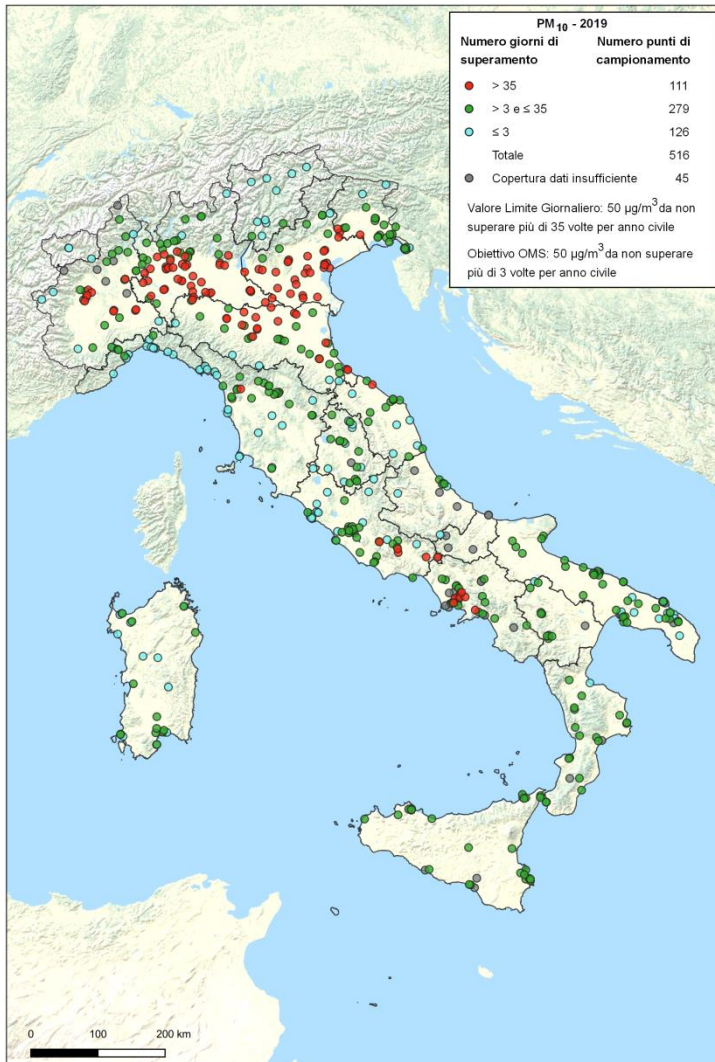 PM10 - 2019
Numero giorni di Numero punti di
superamento campionamento
> 35 111
> 3 e ≤ 35 279
≤ 3 126
Totale 516
Copertura dati insufficiente 45
Valore Limite Giornaliero: 50 µg/m3 da non
superare più di 35 volte per anno civile
Obiettivo OMS: 50 µg/m3 da non superare
più di 3 volte per anno civile
0 100 200 km